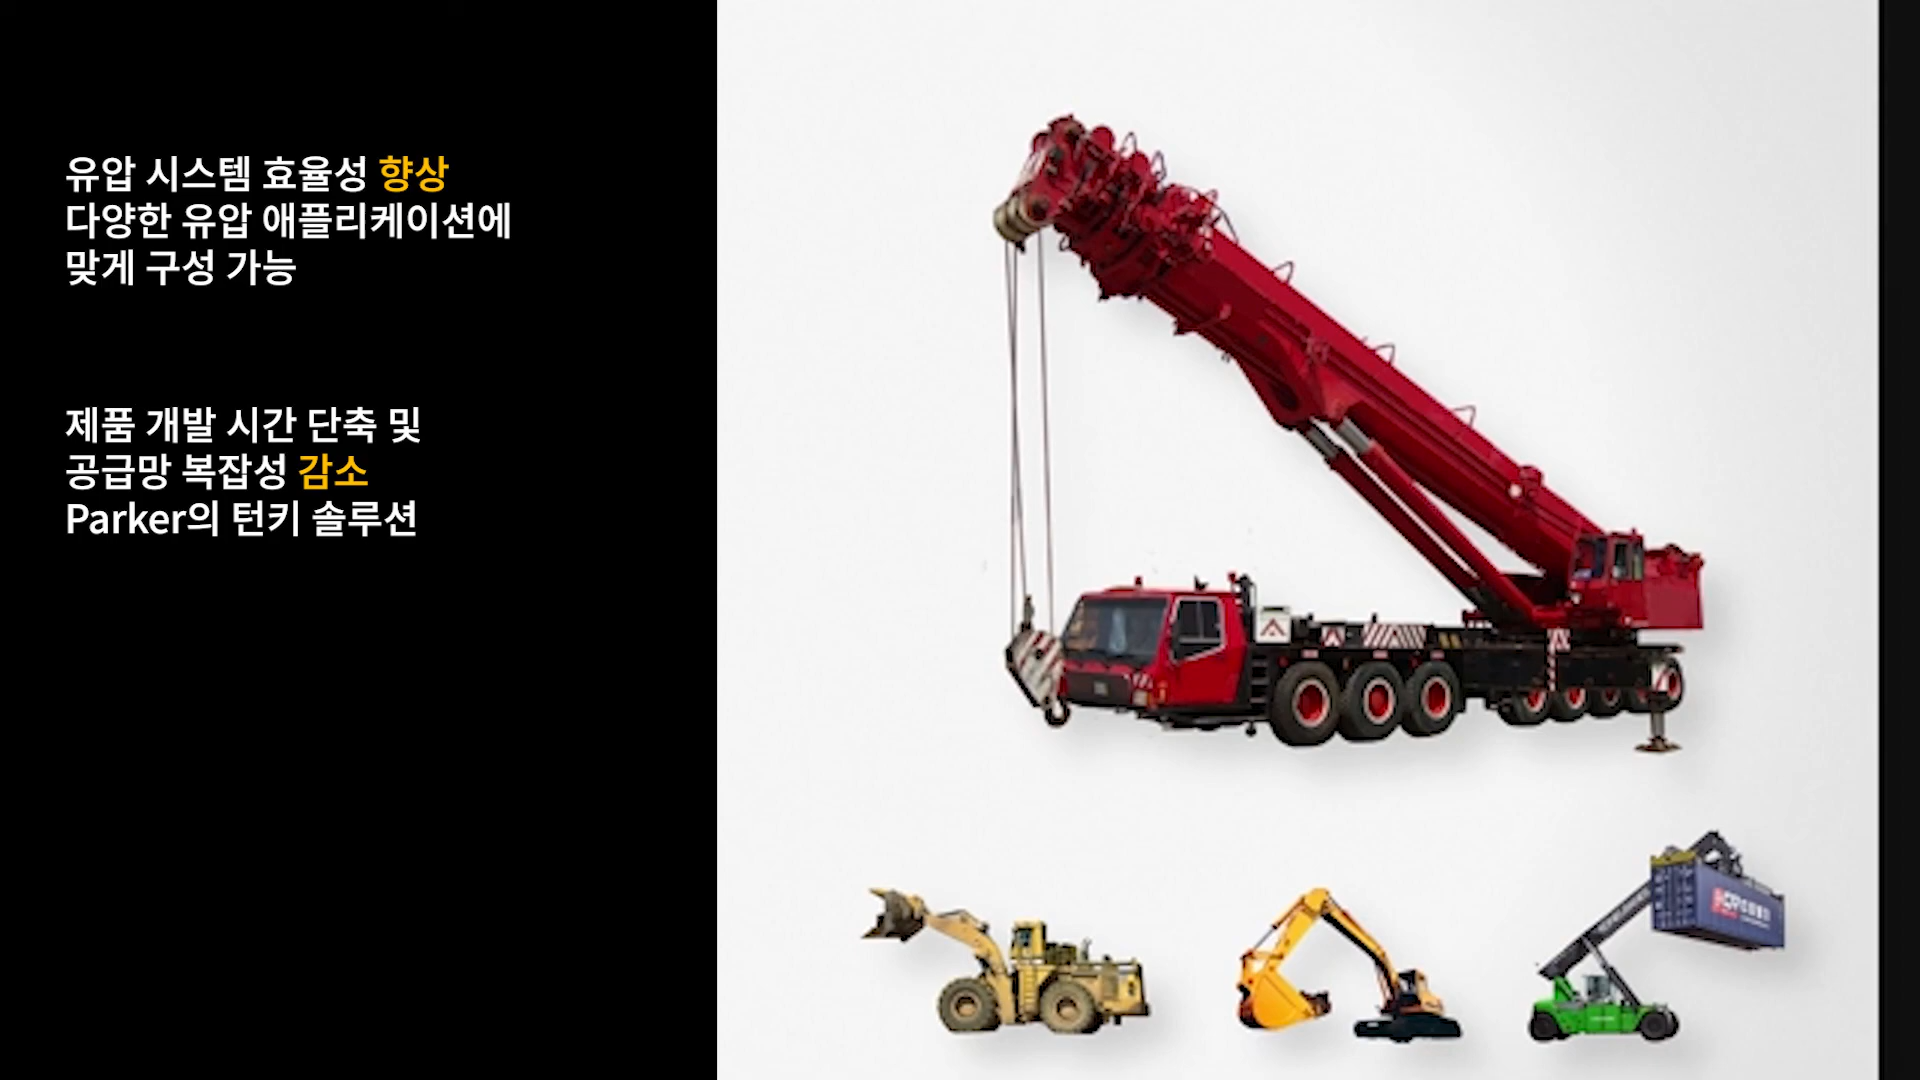 유압 시스템 효율성 향상
다양한 유압 애플리케이션에
맞게 구성 가능
제품 개발 시간 단축 및
공급망 복잡성 감소
Parker의 턴키 솔루션